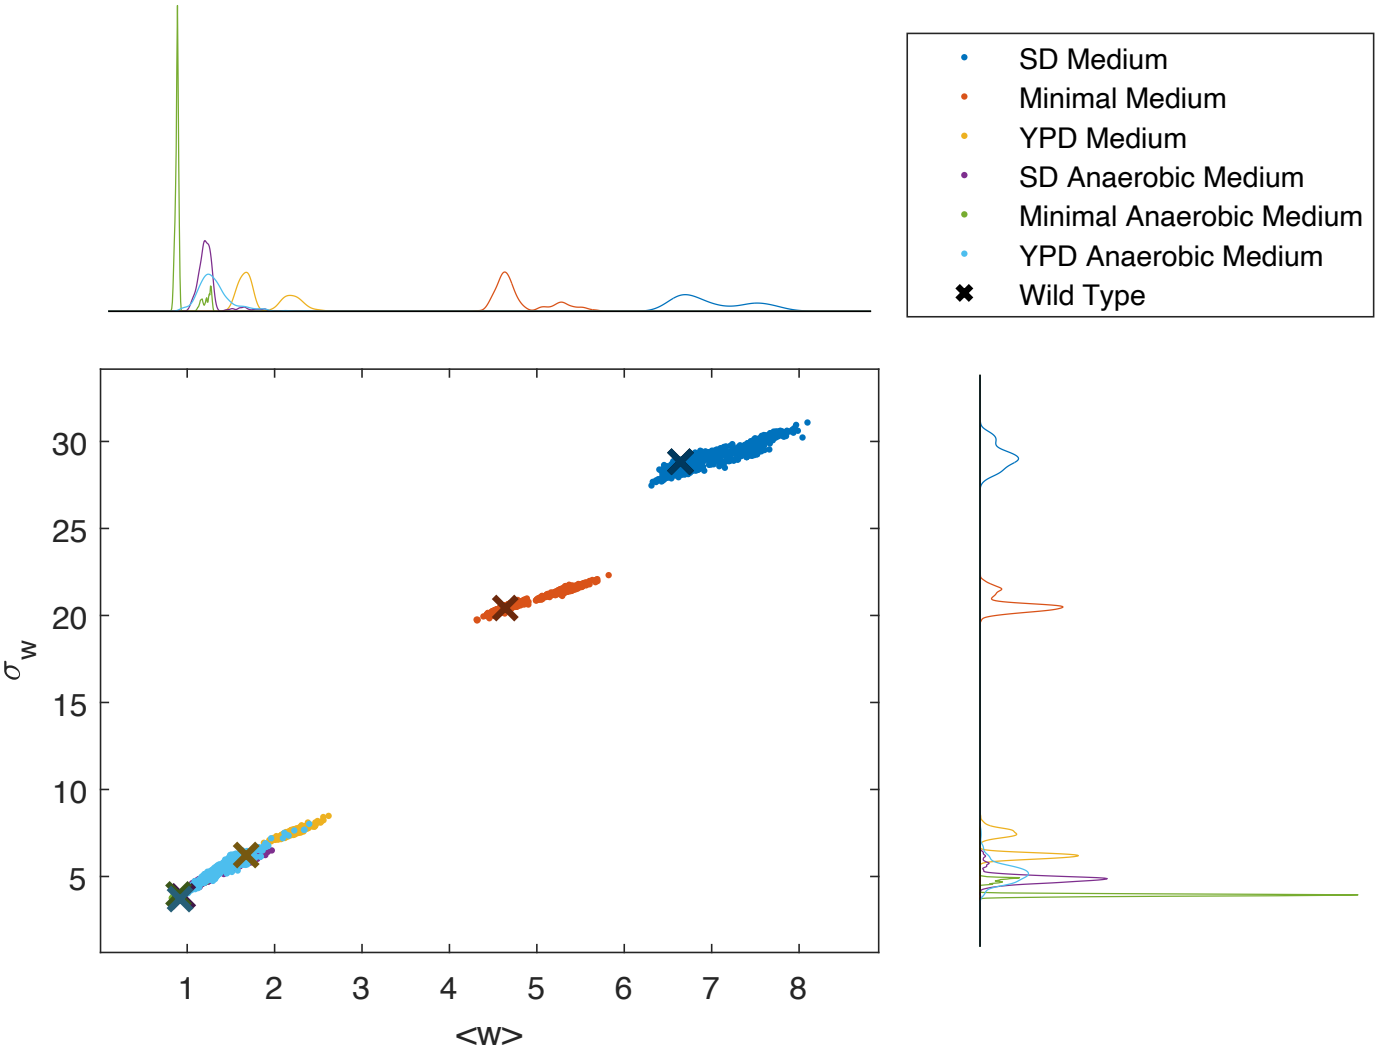 SD Medium
Minimal Medium
YPD Medium
SD Anaerobic Medium
Minimal Anaerobic Medium
YPD Anaerobic Medium
Wild Type
30
25
20
15
10
5
σw
1 2 3 4 5 6 7 8
<w>